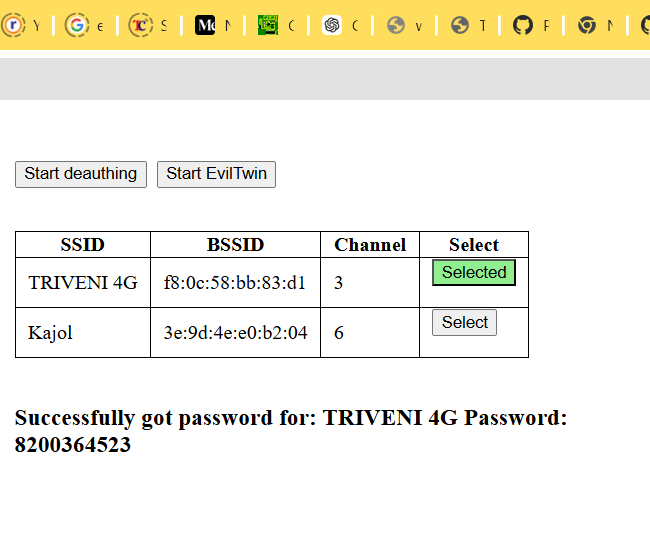 Start deauthing Start EvilTwin
SSID BSSID Channel Select
TRIVENI 4G f8:0c:58:bb:83:d1 3 Selected
Kajol 3e:9d:4e:e0:b2:04 6 Select
Successfully got password for: TRIVENI 4G Password:
8200364523